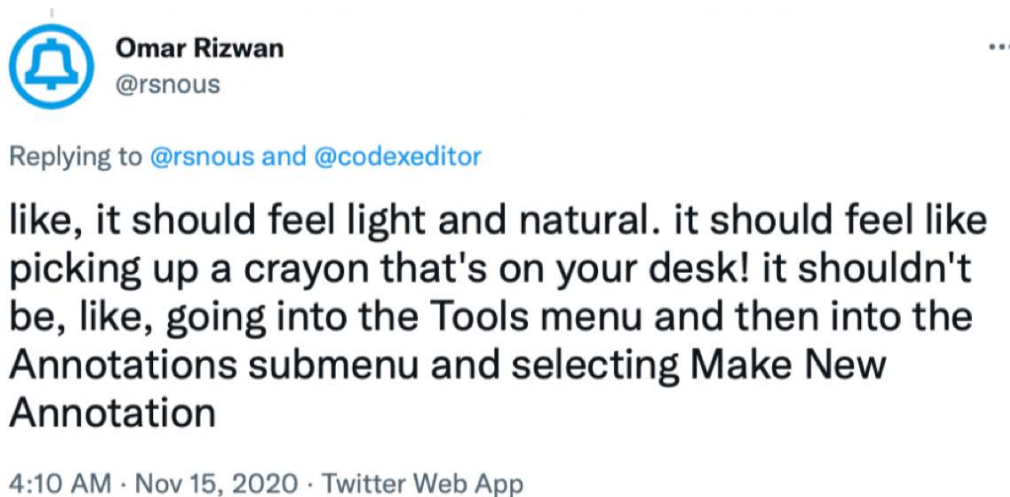 Omar Rizwan
@rsnous
Replying to @rsnous and @codexeditor
like, it should feel light and natural. it should feel like
picking up a crayon that's on your desk! it shouldn't
be, like, going into the Tools menu and then into the
Annotations submenu and selecting Make New
Annotation
4:10 AM · Nov 15, 2020 · Twitter Web App